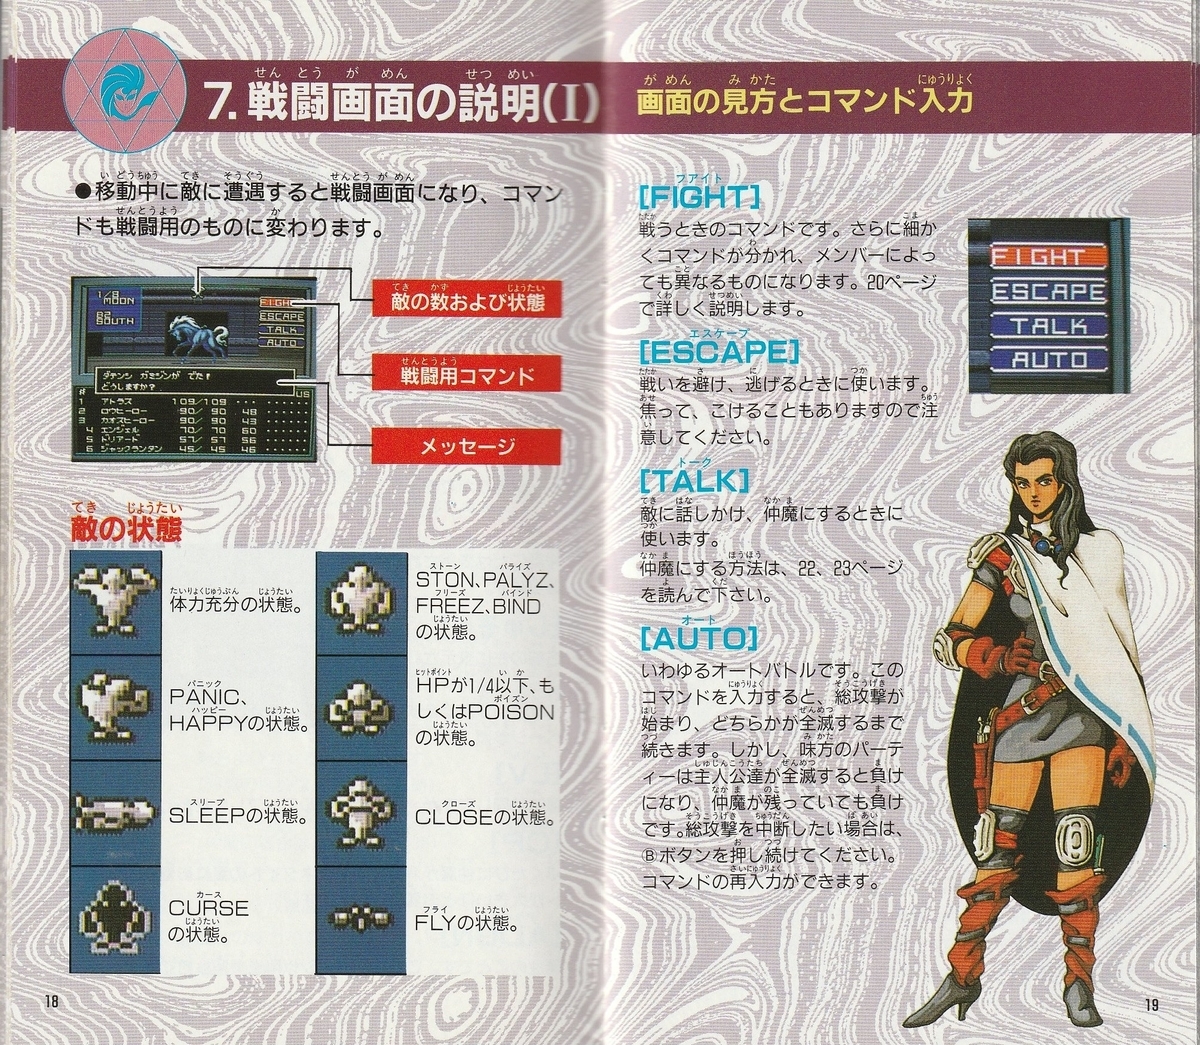 7.戦闘画面の説明(I)
●移動中に敵に遭遇すると戦闘画面になり、コマン
ドも戦闘用のものに変わります。
1/8
MOON
B2
SOUTH
FIGHT
ESCAPE
TALK
AUTO
ダテンシ ガミジンが でた!
どうしますか?
1 アトラス 109/109
2 ロウヒーロー 90/ 90 48
3 カオスヒーロー 90/ 90 43
4 エンジェル 70/ 70 60
5 ドリアード 57/ 57 56
6 ジャックランタン 45/ 45 46
敵の数および状態
戦闘用コマンド
メッセージ
敵の状態
体力充分の状態。
PANIC、
HAPPYの状態。
SLEEPの状態。
CURSE
の状態。
STON、PALYZ、
FREEZ、BIND
の状態。
HPが1/4以下、も
しくはPOISON
の状態。
CLOSEの状態。
FLYの状態。
18
画面の見方とコマンド入力
[FIGHT]
戦うときのコマンドです。さらに細か
くコマンドが分かれ、メンバーによっ
ても異なるものになります。20ページ
で詳しく説明します。
[ESCAPE]
戦いを避け、逃げるときに使います。
焦って、こけることもありますので注
意してください。
[TALK]
敵に話しかけ、仲魔にするときに
使います。
仲魔にする方法は、22、23ページ
を読んで下さい。
[AUTO]
いわゆるオートバトルです。この
コマンドを入力すると、総攻撃が
始まり、どちらかが全滅するまで
続きます。しかし、味方のパーテ
ィーは主人公達が全滅すると負け
になり、仲魔が残っていても負け
です。総攻撃を中断したい場合は、
Ⓑボタンを押し続けてください。
コマンドの再入力ができます。
FIGHT
ESCAPE
TALK
AUTO
19